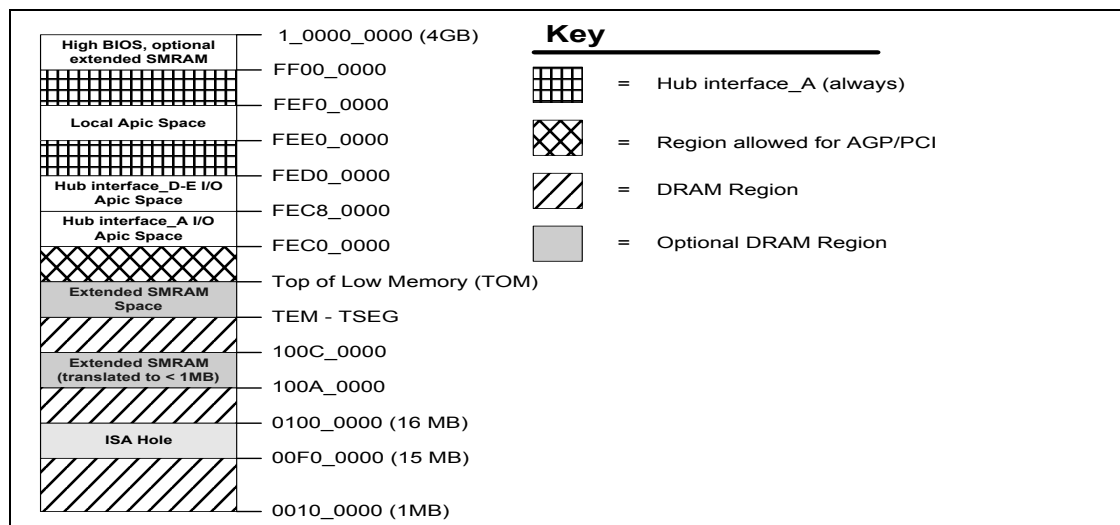 High BIOS, optional
extended SMRAM
Local Apic Space
Hub interface_D-E I/O
Apic Space
Hub interface_A I/O
Apic Space
Extended SMRAM
Space
Extended SMRAM
(translated to < 1MB)
ISA Hole
1_0000_0000 (4GB)
FF00_0000
FEF0_0000
FEE0_0000
FED0_0000
FEC8_0000
FEC0_0000
Top of Low Memory (TOM)
TEM - TSEG
100C_0000
100A_0000
0100_0000 (16 MB)
00F0_0000 (15 MB)
0010_0000 (1MB)
Key
= Hub interface_A (always)
= Region allowed for AGP/PCI
= DRAM Region
= Optional DRAM Region